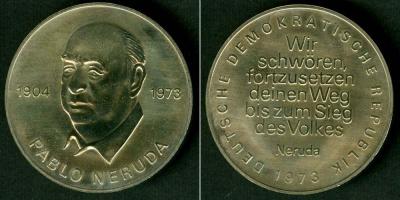 1904 1973
PABLO NERUDA
DEUTSCHE DEMOKRATISCHE REPUBLIK
Wir
schwören,
fortzusetzen
deinen Weg
bis zum Sieg
des Volkes
Neruda
1973